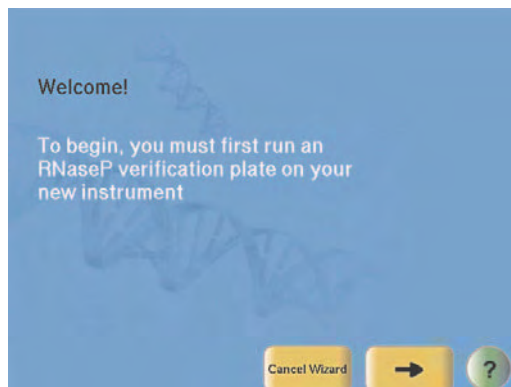 Welcome!
To begin, you must first run an
RNaseP verification plate on your
new instrument
Cancel Wizard
?